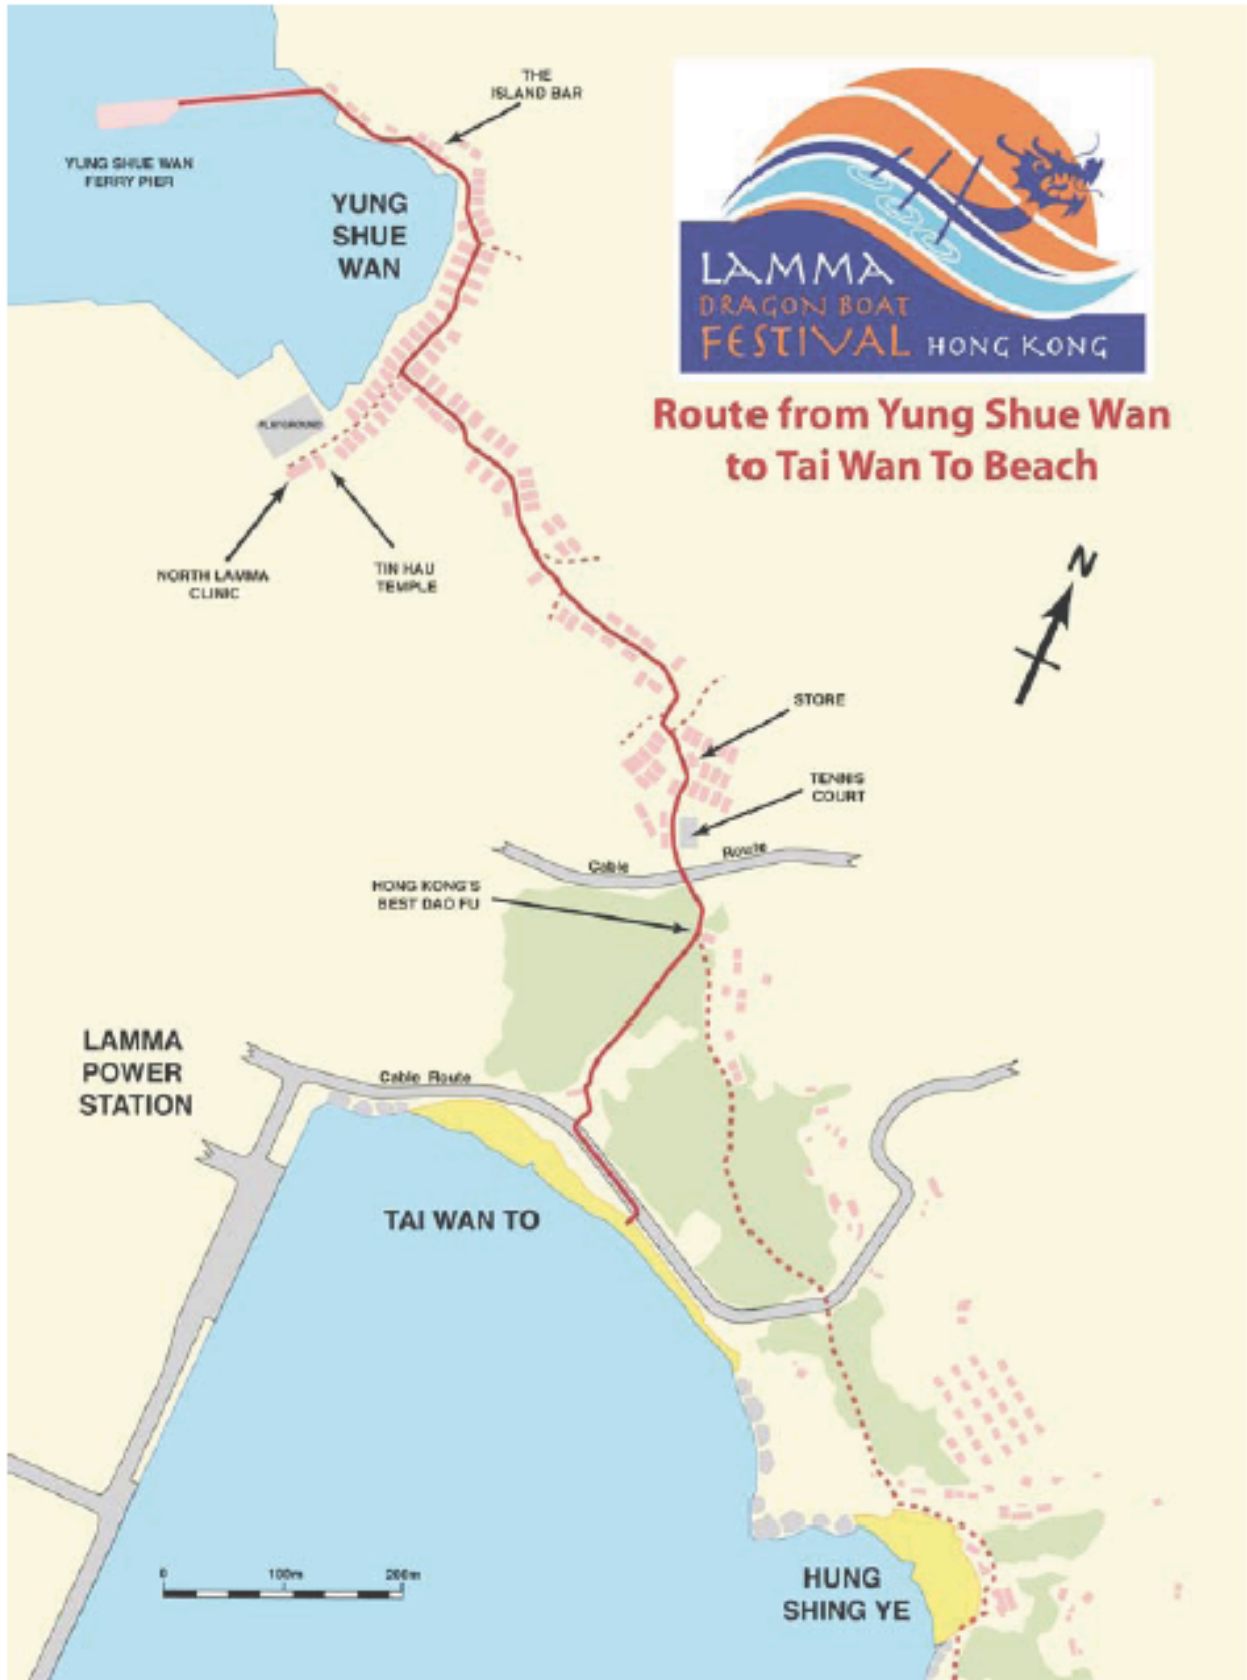 THE
ISLAND BAR
YUNG SHUE WAN
FERRY PIER
YUNG
SHUE
WAN
LAMMA
DRAGON BOAT
FESTIVAL HONG KONG
Route from Yung Shue Wan
to Tai Wan To Beach
PLAYGROUND
NORTH LAMMA
CLINIC
TIN HAU
TEMPLE
N
STORE
TENNIS
COURT
Cable Route
HONG KONG'S
BEST DAO FU
LAMMA
POWER
STATION
Cable Route
TAI WAN TO
0 100m 200m
HUNG
SHING YE